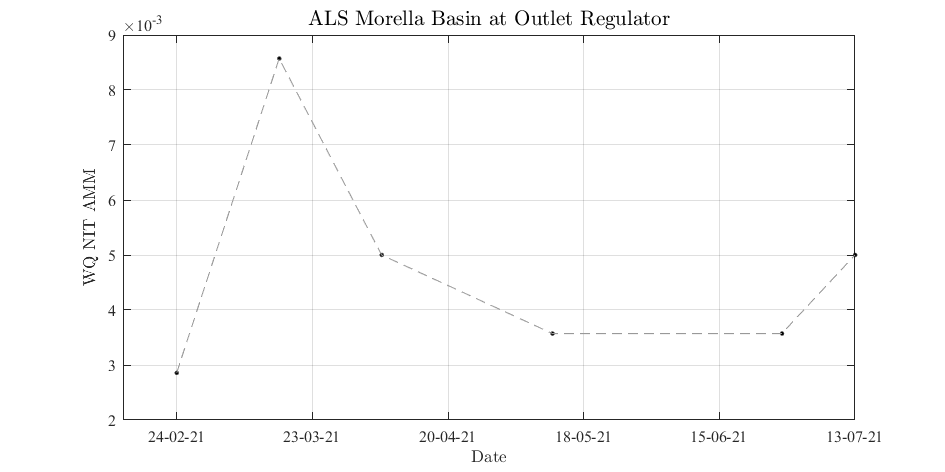 ALS Morella Basin at Outlet Regulator
×10-3
9
8
7
6
5
4
3
2
WQ NIT AMM
24-02-21 23-03-21 20-04-21 18-05-21 15-06-21 13-07-21
Date